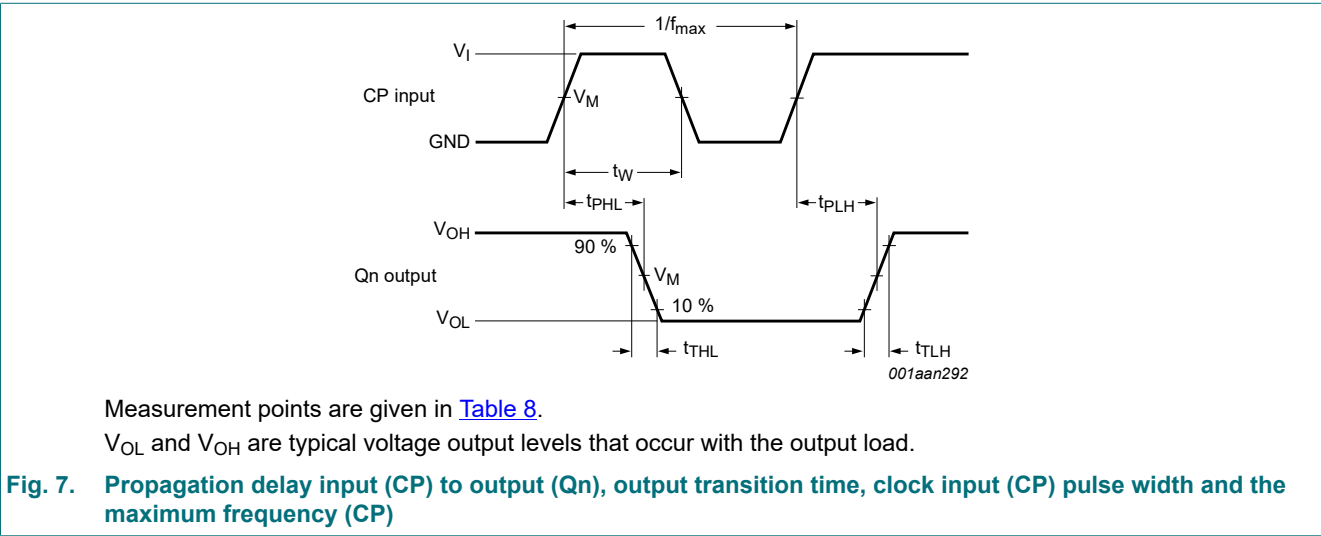 1/fmax
VI
CP input
VM
GND
tW
tPHL
tPLH
VOH
90 %
Qn output
VM
10 %
VOL
tTHL
tTLH
001aan292
Measurement points are given in Table 8.
VOL and VOH are typical voltage output levels that occur with the output load.
Fig. 7. Propagation delay input (CP) to output (Qn), output transition time, clock input (CP) pulse width and the
maximum frequency (CP)